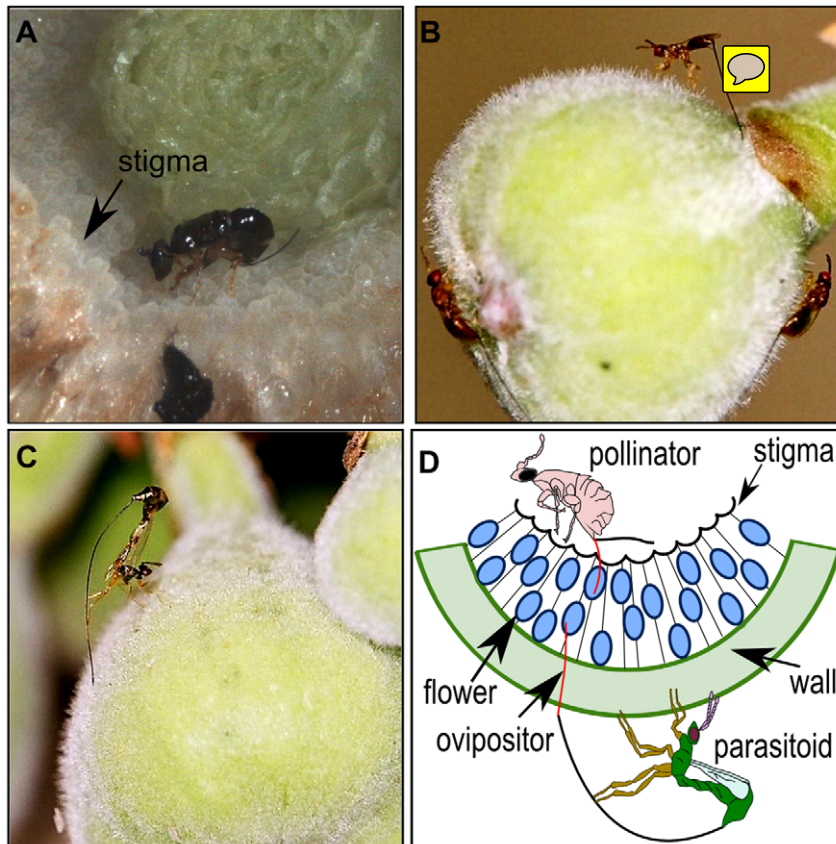 A
stigma
B
C
D
pollinator
stigma
flower
wall
ovipositor
parasitoid